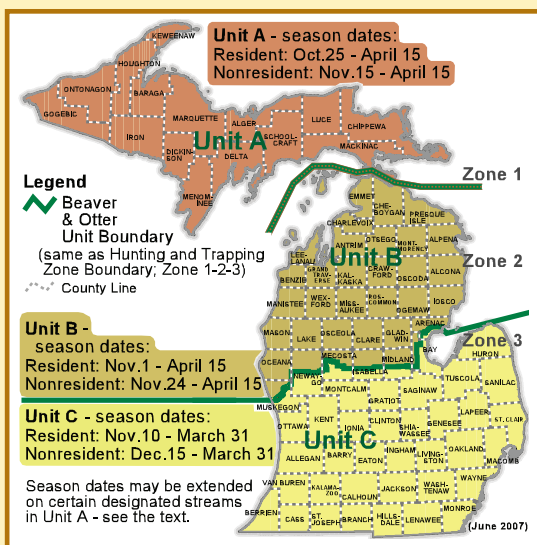 Unit A - season dates:
Resident: Oct.25 - April 15
Nonresident: Nov.15 - April 15
KEWEENAW
HOUGHTON
ONTONAGON
BARAGA
GOGEBIC
IRON
MARQUETTE
DICKIN-
SON
MENOM-
INEE
ALGER
DELTA
SCHOOL-
CRAFT
LUCE
CHIPPEWA
MACKINAC
Unit A
Zone 1
Legend
Beaver
& Otter
Unit Boundary
(same as Hunting and Trapping
Zone Boundary; Zone 1-2-3)
County Line
EMMET
CHE-
BOYGAN
PRESQUE
ISLE
CHARLEVOIX
ANTRIM
OTSEGO
MONT-
MORENCY
ALPENA
LEE-
LANAU
Unit B
Zone 2
BENZIE
GRAND
TRAV-
ERSE
KAL-
KASKA
CRAW-
FORD
OSCODA
ALCONA
MANISTEE
WEX-
FORD
MISS-
AUKEE
ROS-
COMMON
OGEMAW
IOSCO
ARENAC
MASON
LAKE
OSCEOLA
CLARE
GLAD-
WIN
Zone 3
HURON
BAY
OCEANA
NEWAY-
GO
MECOSTA
ISABELLA
MIDLAND
Unit B -
season dates:
Resident: Nov.1 - April 15
Nonresident: Nov.24 - April 15
Unit C - season dates:
Resident: Nov.10 - March 31
Nonresident: Dec.15 - March 31
MUSKEGON
MONTCALM
GRATIOT
SAGINAW
TUSCOLA
SANILAC
OTTAWA
KENT
IONIA
CLINTON
SHIA-
WASSEE
GENESEE
LAPEER
ST. CLAIR
Unit C
ALLEGAN
BARRY
EATON
INGHAM
LIVING-
STON
OAKLAND
MACOMB
VAN BUREN
KALAMA-
ZOO
CALHOUN
JACKSON
WASH-
TENAW
WAYNE
BERRIEN
CASS
ST.
JOSEPH
BRANCH
HILLS-
DALE
LENAWEE
MONROE
Season dates may be extended
on certain designated streams
in Unit A - see the text.
(June 2007)